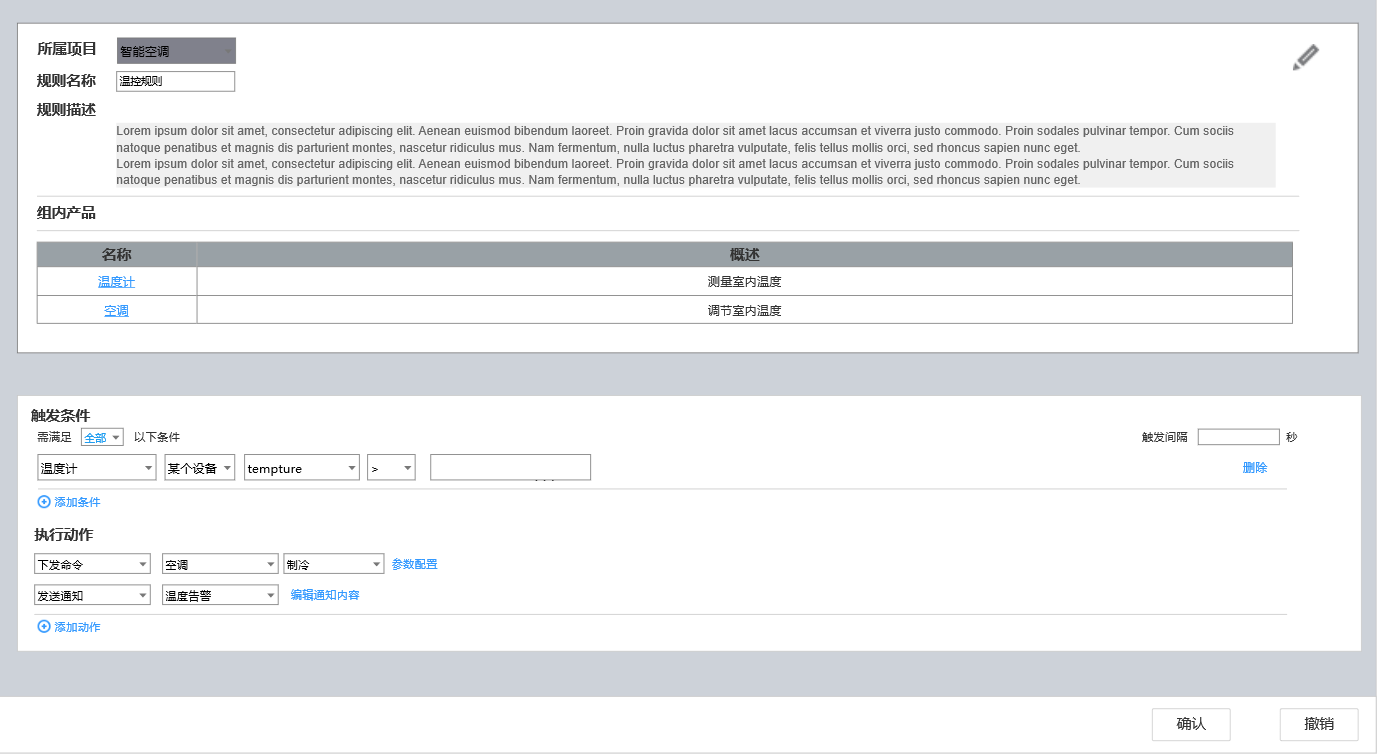 所属项目 智能空调
规则名称 温控规则
规则描述
Lorem ipsum dolor sit amet, consectetur adipiscing elit. Aenean euismod bibendum laoreet. Proin gravida dolor sit amet lacus accumsan et viverra justo commodo. Proin sodales pulvinar tempor. Cum sociis
natoque penatibus et magnis dis parturient montes, nascetur ridiculus mus. Nam fermentum, nulla luctus pharetra vulputate, felis tellus mollis orci, sed rhoncus sapien nunc eget.
Lorem ipsum dolor sit amet, consectetur adipiscing elit. Aenean euismod bibendum laoreet. Proin gravida dolor sit amet lacus accumsan et viverra justo commodo. Proin sodales pulvinar tempor. Cum sociis
natoque penatibus et magnis dis parturient montes, nascetur ridiculus mus. Nam fermentum, nulla luctus pharetra vulputate, felis tellus mollis orci, sed rhoncus sapien nunc eget.
组内产品
名称 概述
温度计 测量室内温度
空调 调节室内温度
触发条件
需满足 全部 以下条件 触发间隔 秒
温度计 某个设备 tempture > 删除
添加条件
执行动作
下发命令 空调 制冷 参数配置
发送通知 温度告警 编辑通知内容
添加动作
确认 撤销